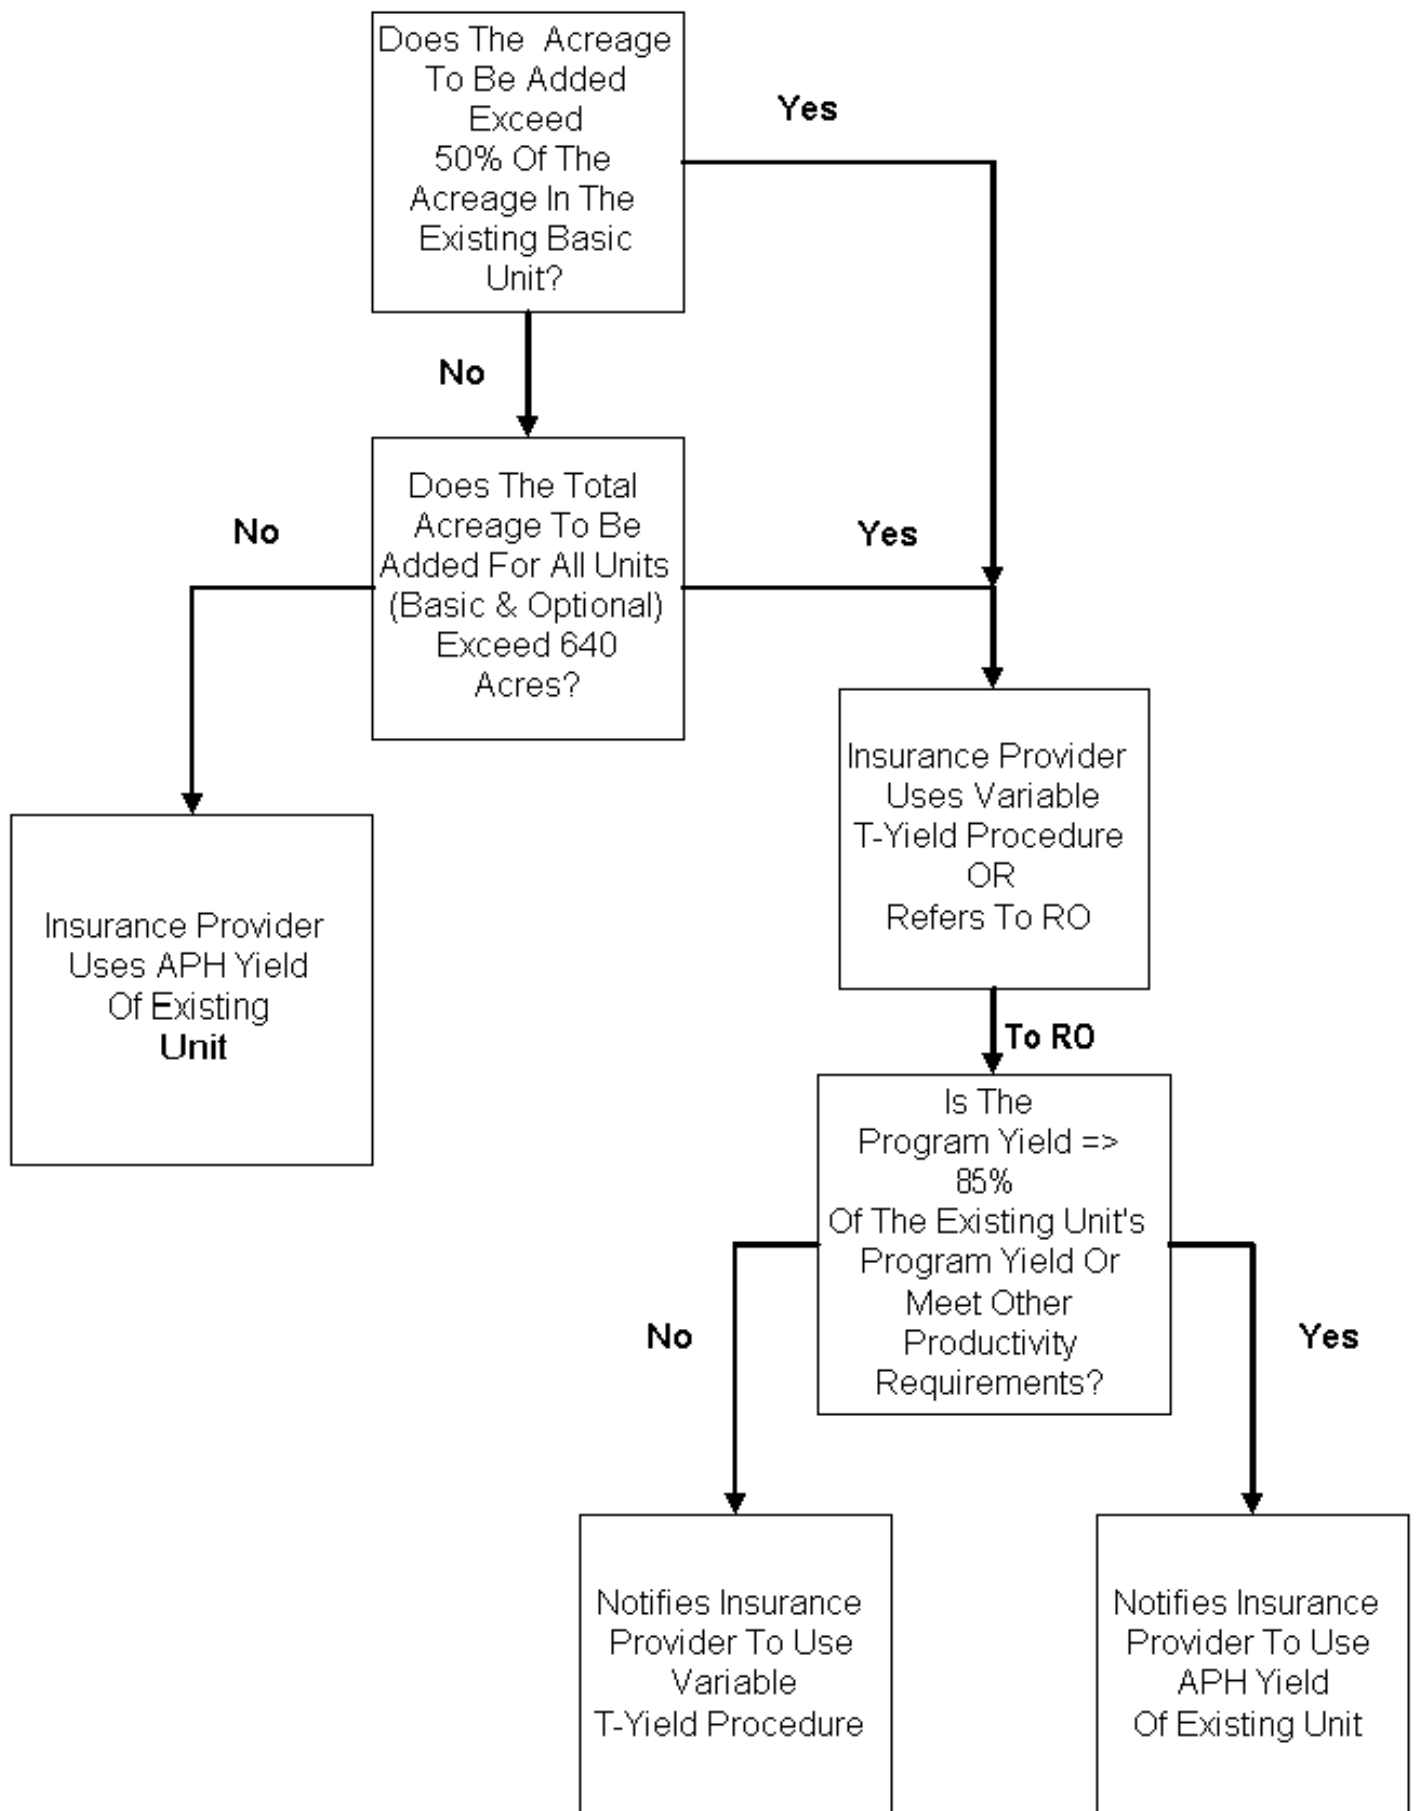 Does The Acreage
To Be Added
Exceed
50% Of The
Acreage In The
Existing Basic
Unit?
Yes
No
Does The Total
Acreage To Be
Added For All Units
(Basic & Optional)
Exceed 640
Acres?
No
Yes
Insurance Provider
Uses Variable
T-Yield Procedure
OR
Refers To RO
Insurance Provider
Uses APH Yield
Of Existing
Unit
To RO
Is The
Program Yield =>
85%
Of The Existing Unit's
Program Yield Or
Meet Other
Productivity
Requirements?
No
Yes
Notifies Insurance
Provider To Use
Variable
T-Yield Procedure
Notifies Insurance
Provider To Use
APH Yield
Of Existing Unit